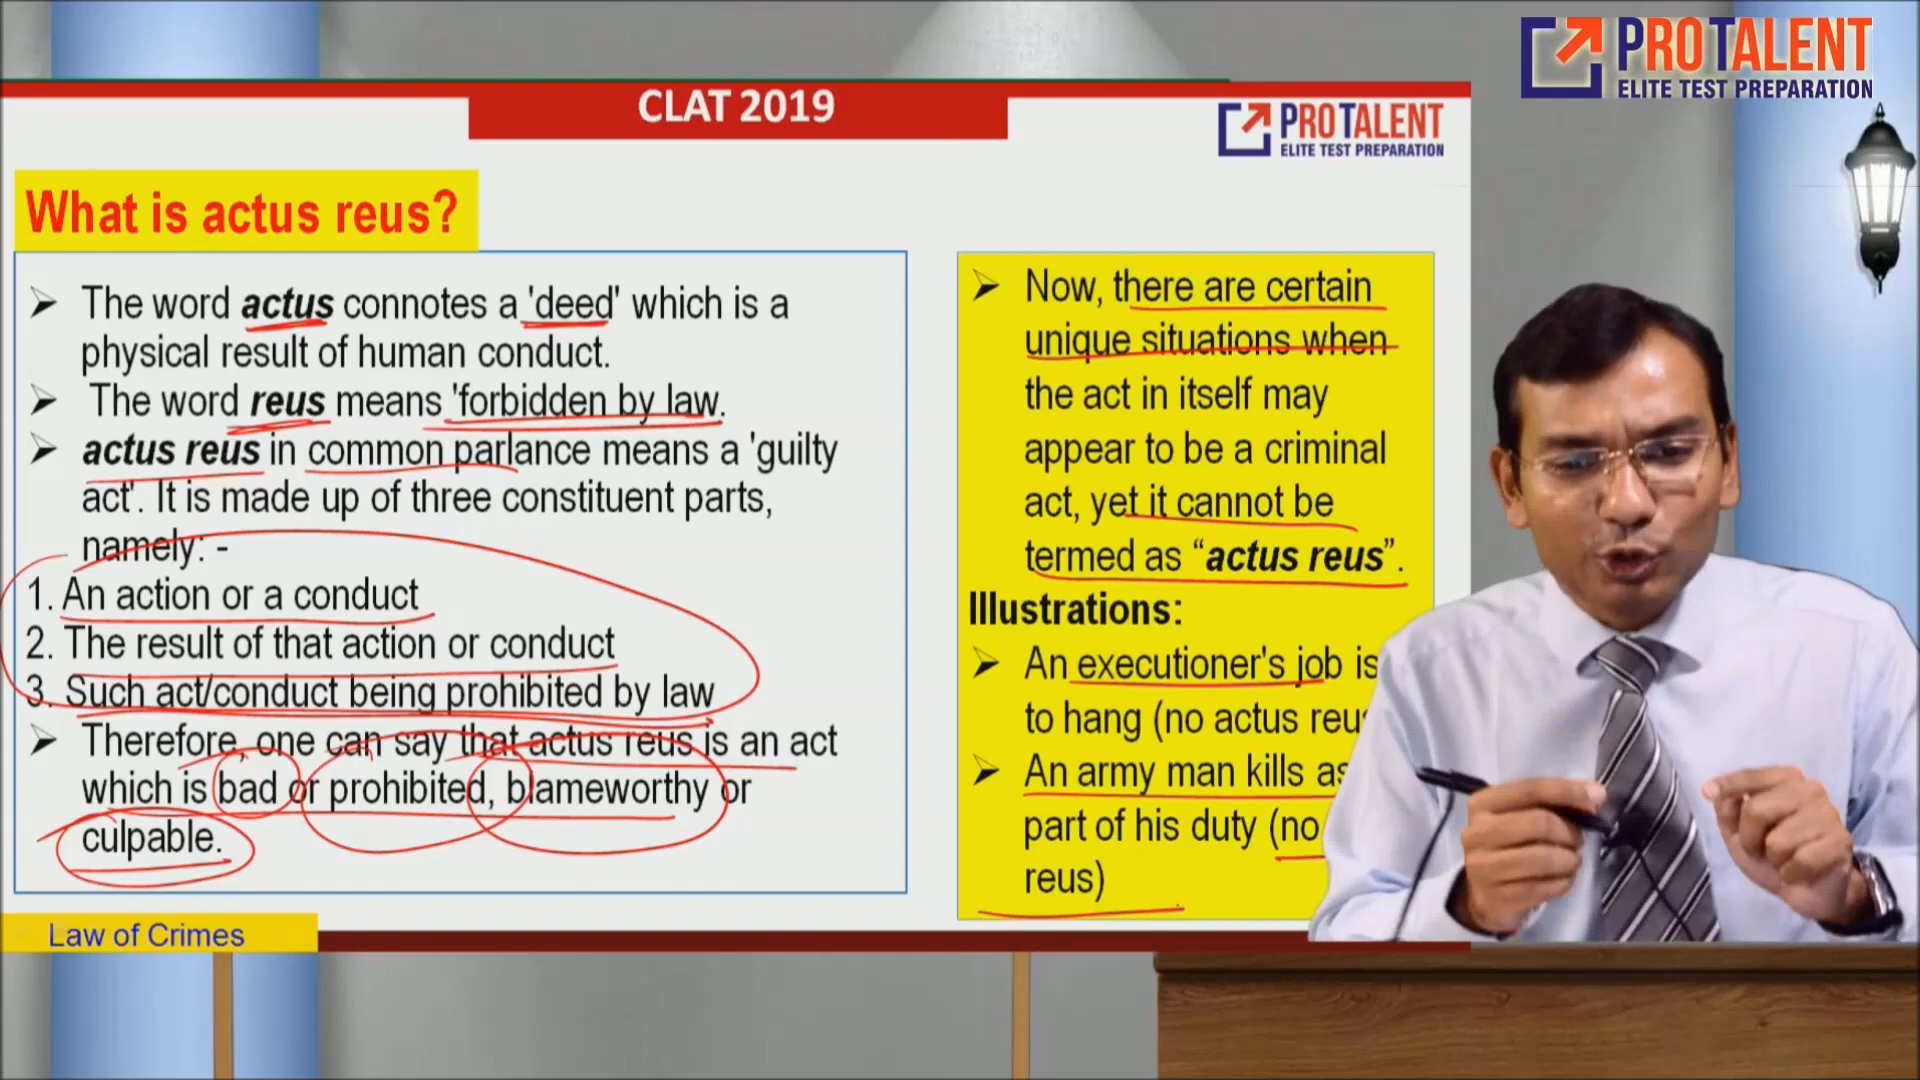 PRO TALENT
ELITE TEST PREPARATION
CLAT 2019
PRO TALENT
ELITE TEST PREPARATION
What is actus reus?
➢ The word actus connotes a 'deed' which is a
physical result of human conduct.
➢ The word reus means 'forbidden by law.
➢ actus reus in common parlance means a 'guilty
act'. It is made up of three constituent parts,
namely: -
1. An action or a conduct
2. The result of that action or conduct
3. Such act/conduct being prohibited by law
➢ Therefore, one can say that actus reus is an act
which is bad or prohibited, blameworthy or
culpable.
➢ Now, there are certain
unique situations when
the act in itself may
appear to be a criminal
act, yet it cannot be
termed as “actus reus”.
Illustrations:
➢ An executioner's job is
to hang (no actus reu
➢ An army man kills as
part of his duty (no
reus)
Law of Crimes